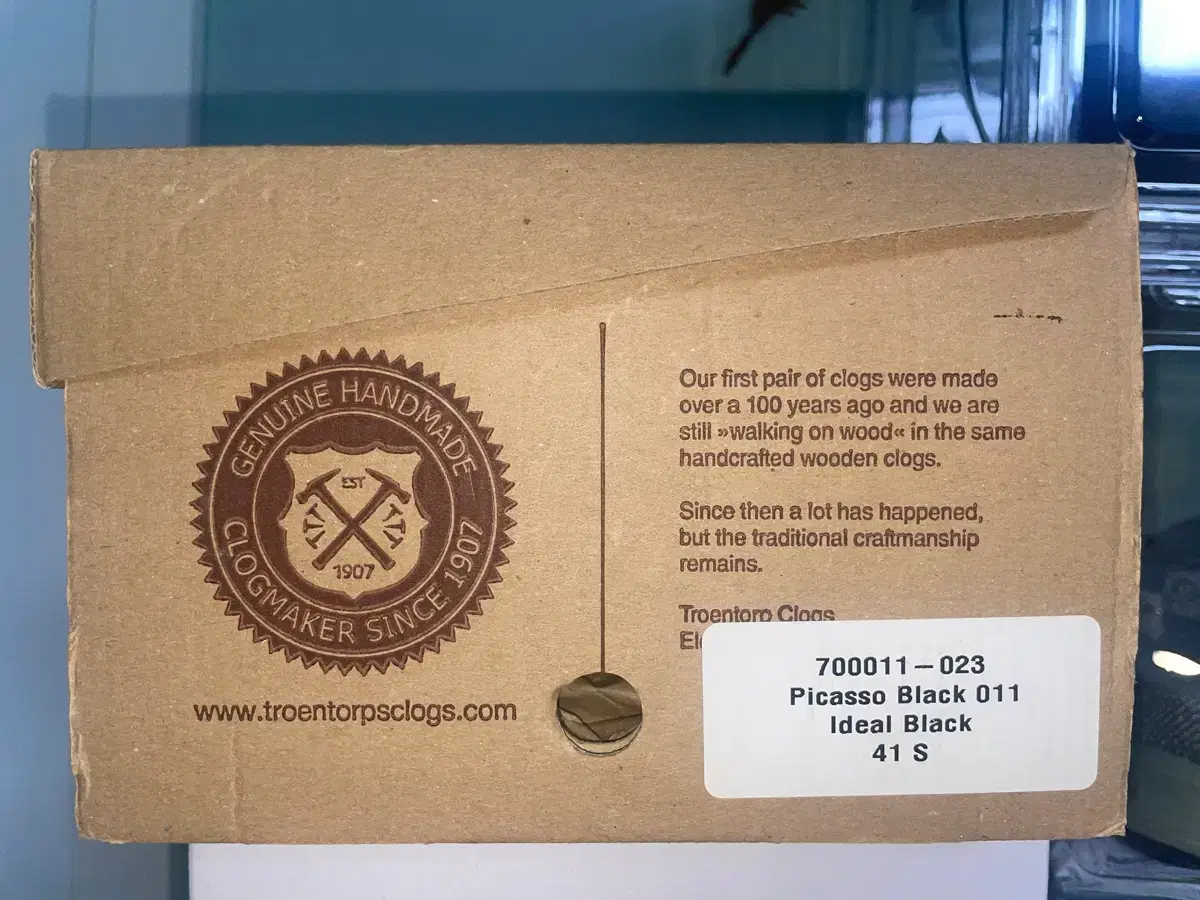 GENUINE HANDMADE
CLOGMAKER SINCE 1907
EST
1907
www.troentorpsclogs.com
Our first pair of clogs were made
over a 100 years ago and we are
still »walking on wood« in the same
handcrafted wooden clogs.
Since then a lot has happened,
but the traditional craftmanship
remains.
Troentorp Clogs
700011-023
Picasso Black 011
Ideal Black
41 S